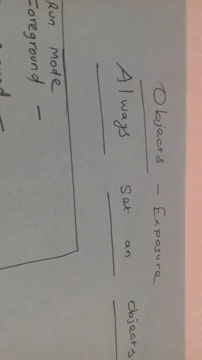 Objects – Exposure
Always Set an objects
Run Mode
Foreground –